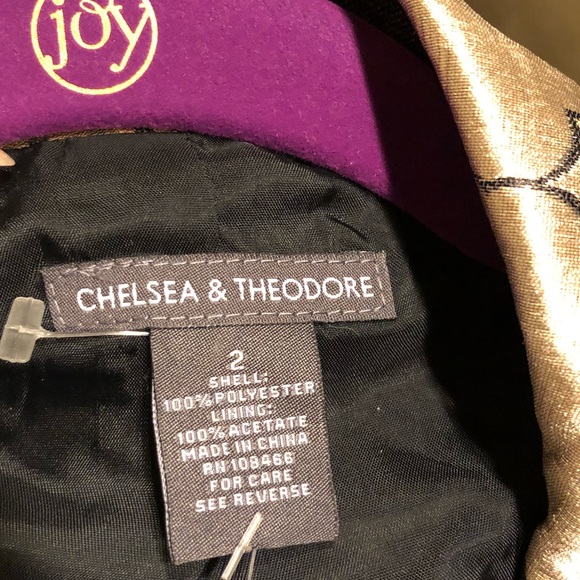 joy
CHELSEA & THEODORE
2
SHELL:
100% POLYESTER
LINING:
100% ACETATE
MADE IN CHINA
RN 108466
FOR CARE
SEE REVERSE